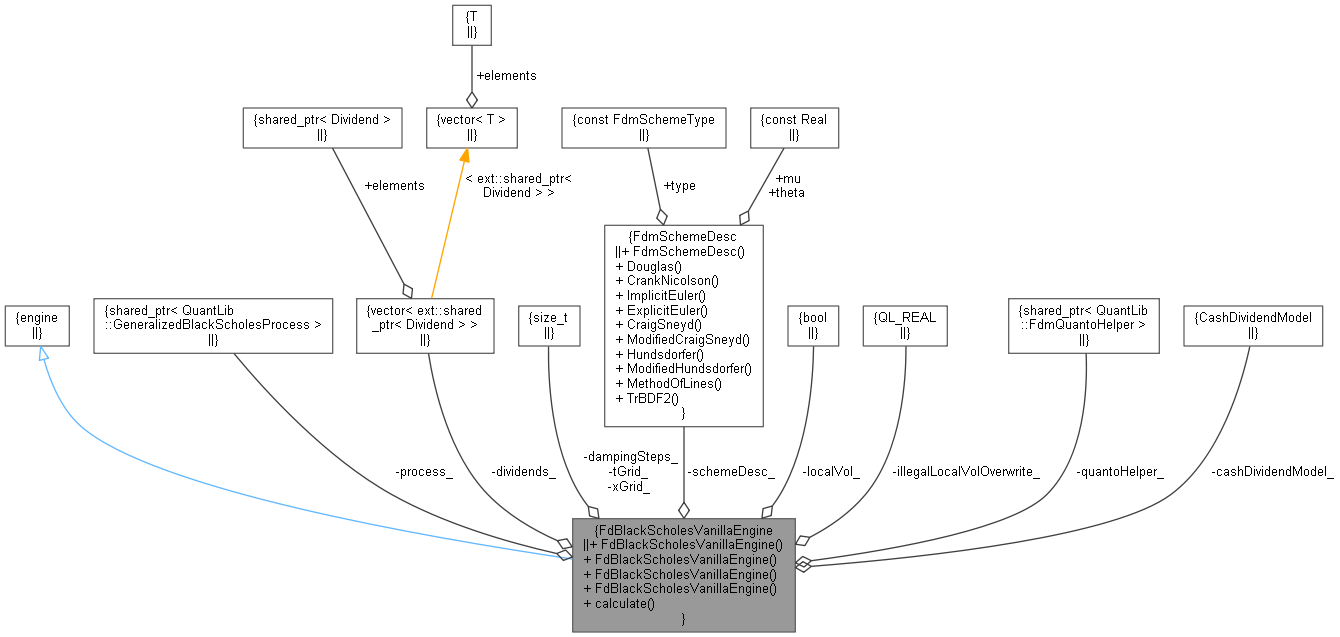 {T
||}
+elements
{shared_ptr< Dividend >
||}
{vector< T >
||}
{const FdmSchemeType
||}
{const Real
||}
+elements
< ext::shared_ptr<
Dividend > >
+type
+mu
+theta
{FdmSchemeDesc
||+ FdmSchemeDesc()
+ Douglas()
+ CrankNicolson()
+ ImplicitEuler()
+ ExplicitEuler()
+ CraigSneyd()
+ ModifiedCraigSneyd()
+ Hundsdorfer()
+ ModifiedHundsdorfer()
+ MethodOfLines()
+ TrBDF2()
}
{engine
||}
{shared_ptr< QuantLib
::GeneralizedBlackScholesProcess >
||}
{vector< ext::shared
_ptr< Dividend > >
||}
{size_t
||}
{bool
||}
{QL_REAL
||}
{shared_ptr< QuantLib
::FdmQuantoHelper >
||}
{CashDividendModel
||}
-process_
-dividends_
-dampingSteps_
-tGrid_
-xGrid_
-schemeDesc_
-localVol_
-illegalLocalVolOverwrite_
-quantoHelper_
-cashDividendModel_
{FdBlackScholesVanillaEngine
||+ FdBlackScholesVanillaEngine()
+ FdBlackScholesVanillaEngine()
+ FdBlackScholesVanillaEngine()
+ FdBlackScholesVanillaEngine()
+ calculate()
}